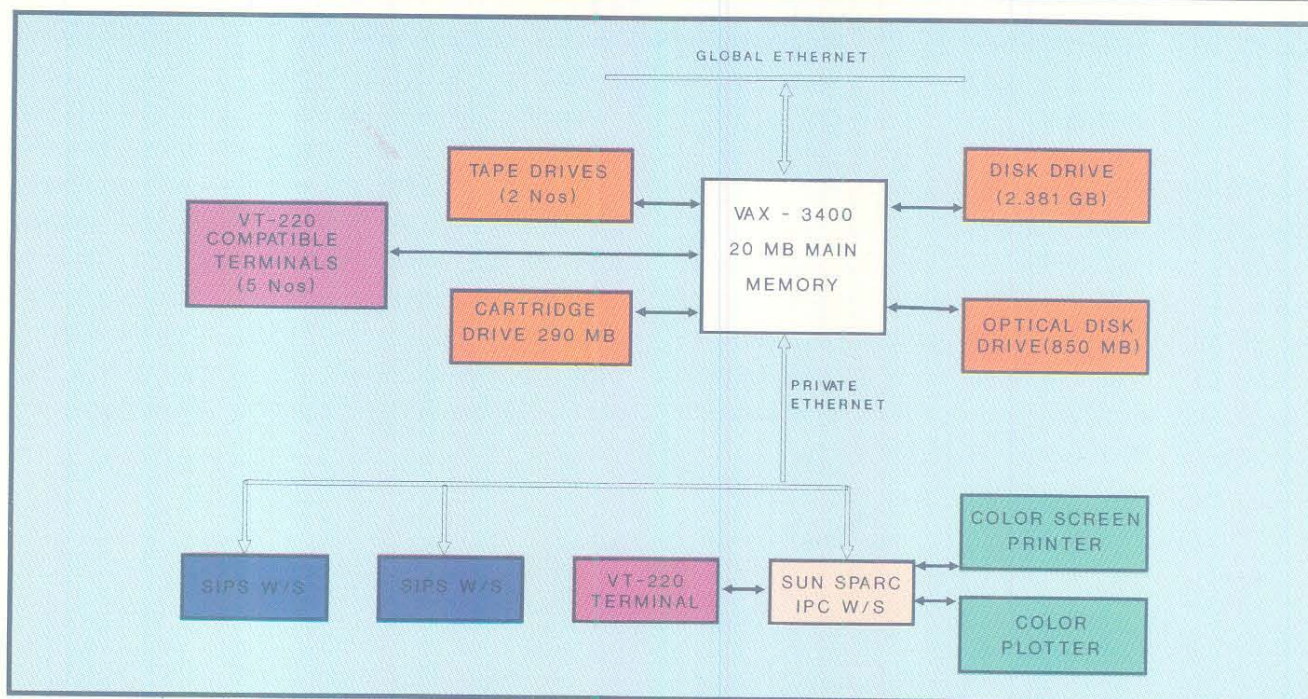 GLOBAL ETHERNET
TAPE DRIVES
(2 Nos)
DISK DRIVE
(2.381 GB)
VT-220
COMPATIBLE
TERMINALS
(5 Nos)
VAX - 3400
20 MB MAIN
MEMORY
CARTRIDGE
DRIVE 290 MB
OPTICAL DISK
DRIVE(850 MB)
PRIVATE
ETHERNET
COLOR SCREEN
PRINTER
SIPS W/S
SIPS W/S
VT-220
TERMINAL
SUN SPARC
IPC W/S
COLOR
PLOTTER